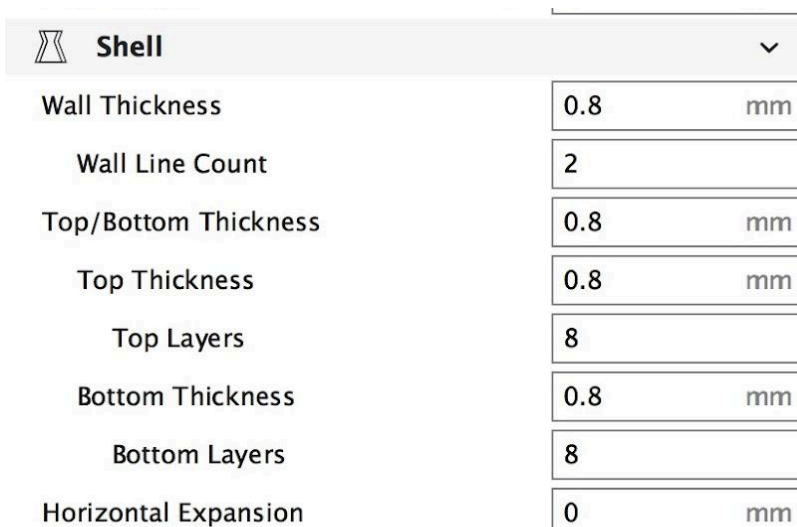 Shell
Wall Thickness 0.8 mm
Wall Line Count 2
Top/Bottom Thickness 0.8 mm
Top Thickness 0.8 mm
Top Layers 8
Bottom Thickness 0.8 mm
Bottom Layers 8
Horizontal Expansion 0 mm